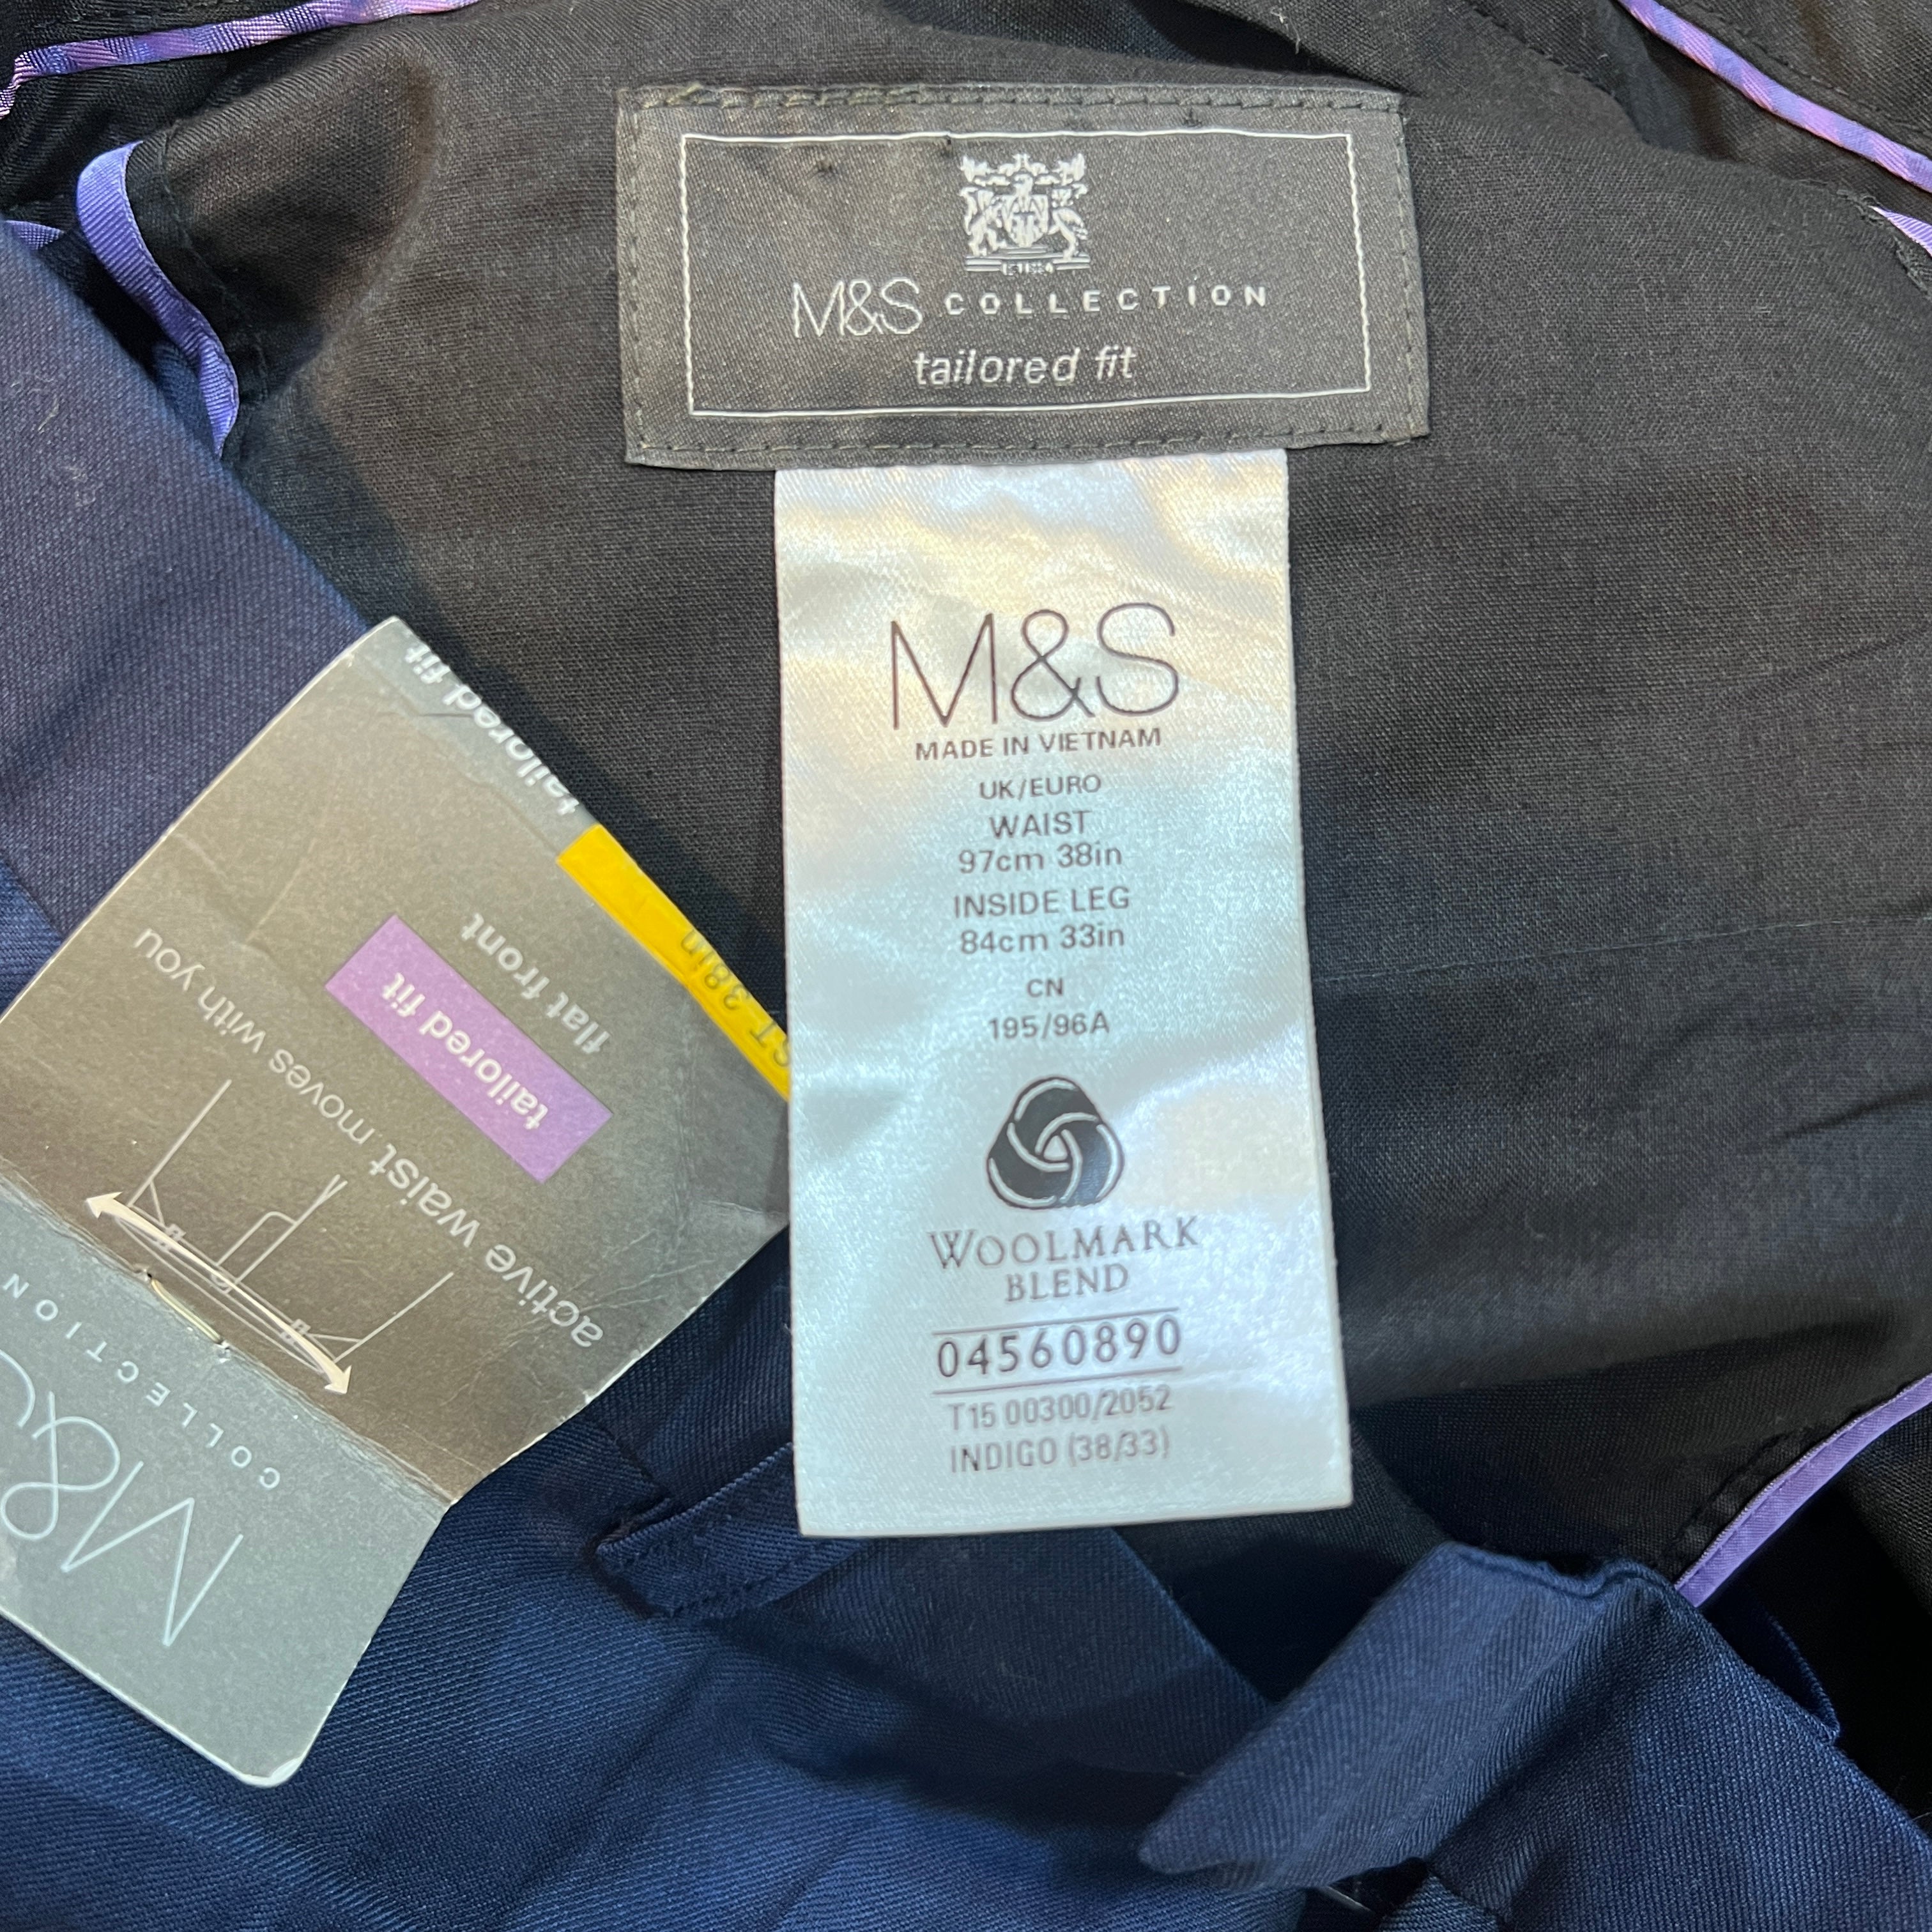 M&S COLLECTION
tailored fit
M&S
MADE IN VIETNAM
UK/EURO
WAIST
97cm 38in
INSIDE LEG
84cm 33in
CN
195/96A
WOOLMARK
BLEND
04560890
T15 00300/2052
INDIGO (38/33)
tailored fit
38in
flat front
tailored fit
active waist moves with you
COLLECTION